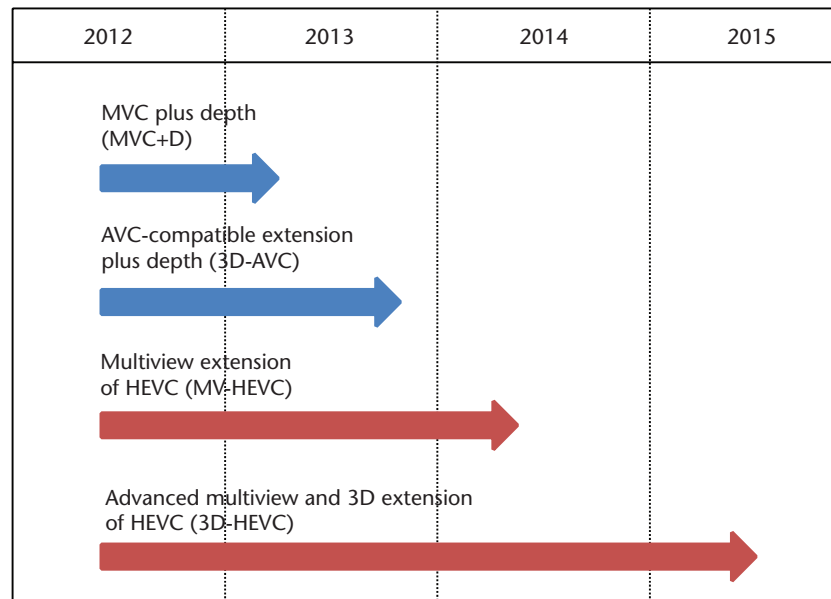 2012 2013 2014 2015
MVC plus depth
(MVC+D)
AVC-compatible extension
plus depth (3D-AVC)
Multiview extension
of HEVC (MV-HEVC)
Advanced multiview and 3D extension
of HEVC (3D-HEVC)